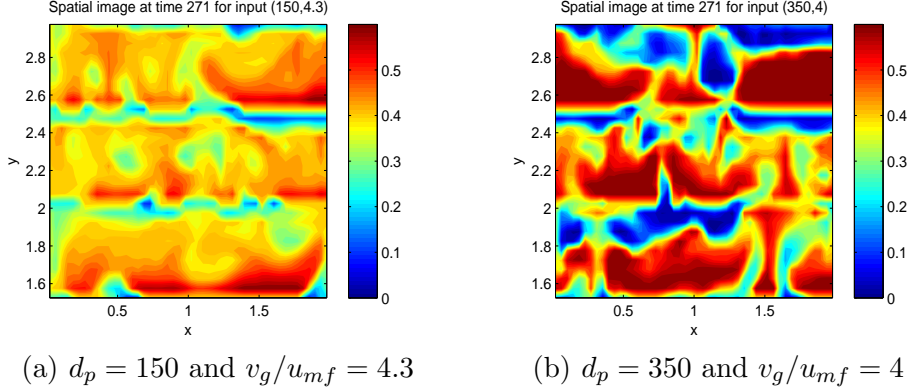 Spatial image at time 271 for input (150,4.3)
2.8
2.6
2.4
2.2
2
1.8
1.6
y
0.5 1 1.5
x
0.5
0.4
0.3
0.2
0.1
0
(a) d_p = 150 and v_g/u_{mf} = 4.3
Spatial image at time 271 for input (350,4)
2.8
2.6
2.4
2.2
2
1.8
1.6
y
0.5 1 1.5
x
0.5
0.4
0.3
0.2
0.1
0
(b) d_p = 350 and v_g/u_{mf} = 4